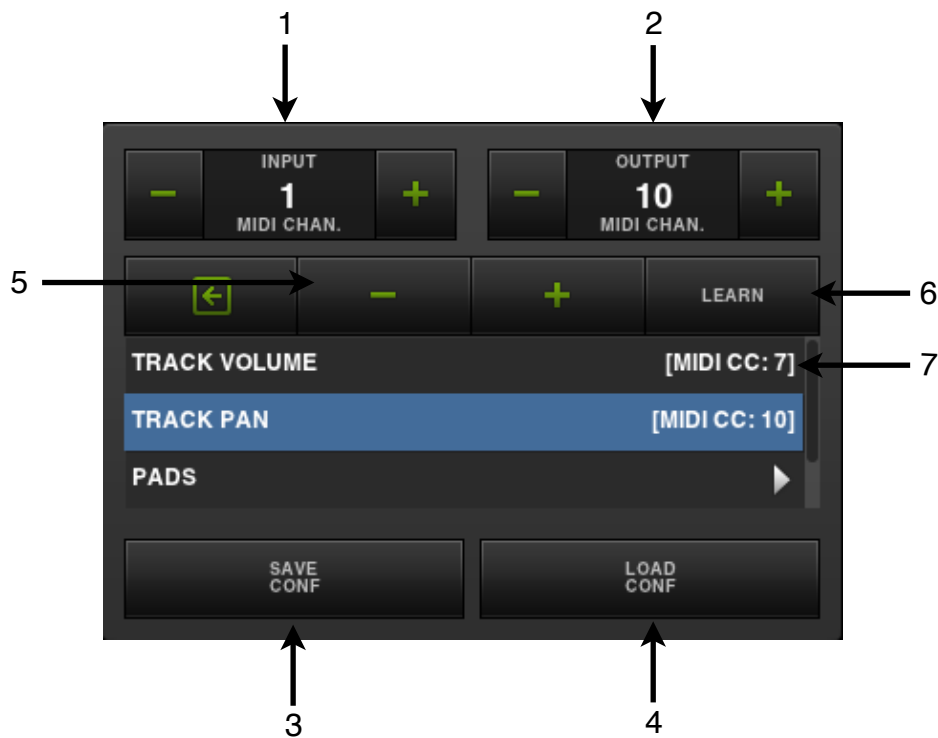 1 2
INPUT OUTPUT
1 10
MIDI CHAN. MIDI CHAN.
5
LEARN 6
TRACK VOLUME [MIDI CC: 7] 7
TRACK PAN [MIDI CC: 10]
PADS
SAVE LOAD
CONF CONF
3 4